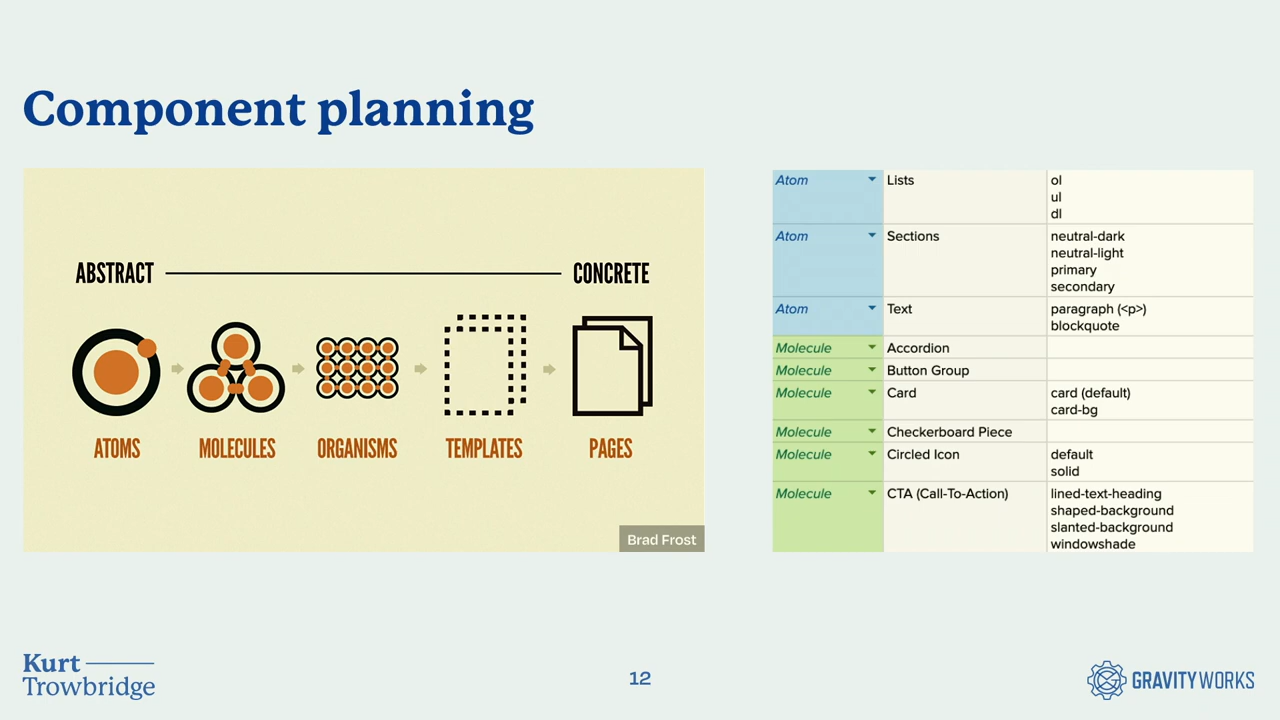 Component planning
ABSTRACT CONCRETE
ATOMS MOLECULES ORGANISMS TEMPLATES PAGES
Brad Frost
Atom Lists ol
ul
dl
Atom Sections neutral-dark
neutral-light
primary
secondary
Atom Text paragraph (<p>)
blockquote
Molecule Accordion
Molecule Button Group
Molecule Card card (default)
card-bg
Molecule Checkerboard Piece
Molecule Circled Icon default
solid
Molecule CTA (Call-To-Action) lined-text-heading
shaped-background
slanted-background
windowshade
Kurt
Trowbridge
12
GRAVITYWORKS